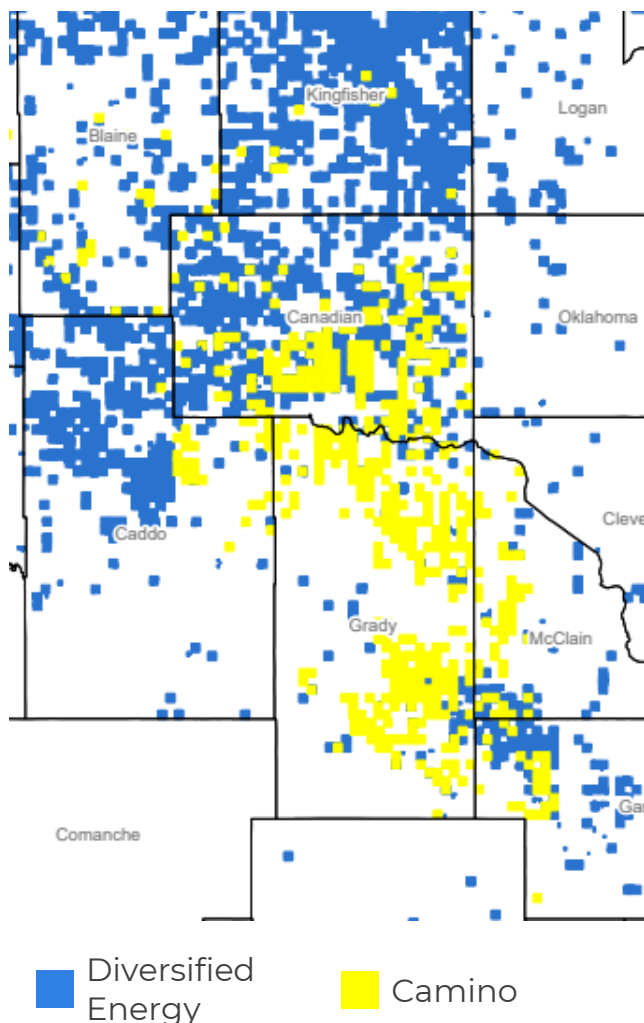 Kingfisher
Logan
Blaine
Canadian
Oklahoma
Cleve
Caddo
Grady
McClain
Gar
Comanche
Diversified
Energy
Camino